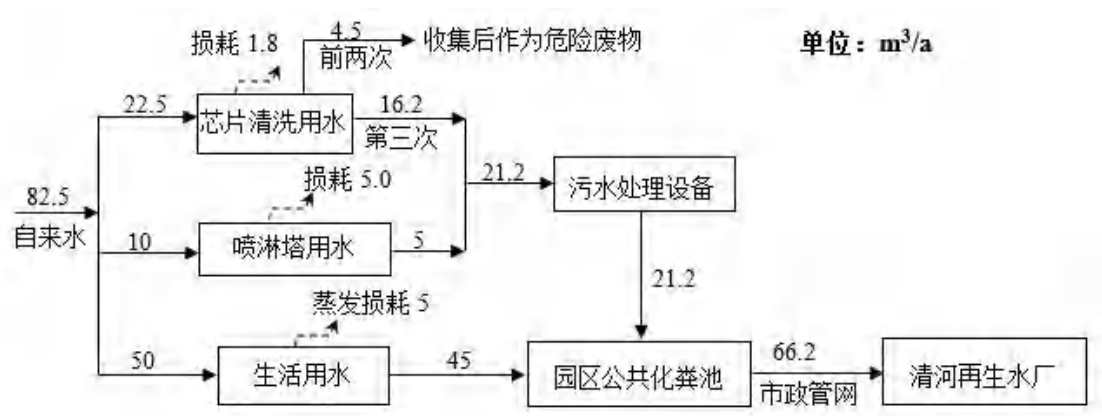 损耗 1.8
4.5
前两次
收集后作为危险废物
单位：m³/a
22.5
芯片清洗用水
16.2
第三次
损耗 5.0
21.2
污水处理设备
82.5
自来水
10
喷淋塔用水
5
21.2
蒸发损耗 5
50
生活用水
45
园区公共化粪池
66.2
市政管网
清河再生水厂